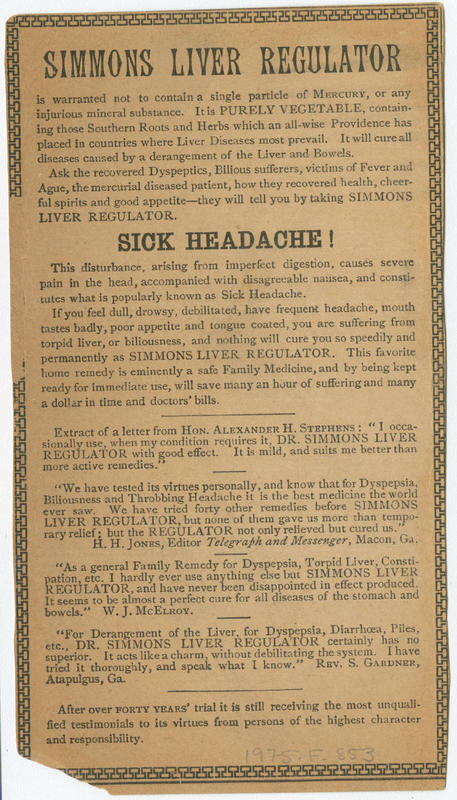 SIMMONS LIVER REGULATOR
is warranted not to contain a single particle of MERCURY, or any
injurious mineral substance. It is PURELY VEGETABLE, contain-
ing those Southern Roots and Herbs which an all-wise Providence has
placed in countries where Liver Diseases most prevail. It will cure all
diseases caused by a derangement of the Liver and Bowels.
Ask the recovered Dyspeptics, Bilious sufferers, victims of Fever and
Ague, the mercurial diseased patient, how they recovered health, cheer-
ful spirits and good appetite—they will tell you by taking SIMMONS
LIVER REGULATOR.
SICK HEADACHE!
This disturbance, arising from imperfect digestion, causes severe
pain in the head, accompanied with disagreeable nausea, and consti-
tutes what is popularly known as Sick Headache.
If you feel dull, drowsy, debilitated, have frequent headache, mouth
tastes badly, poor appetite and tongue coated, you are suffering from
torpid liver, or biliousness, and nothing will cure you so speedily and
permanently as SIMMONS LIVER REGULATOR. This favorite
home remedy is eminently a safe Family Medicine, and by being kept
ready for immediate use, will save many an hour of suffering and many
a dollar in time and doctors' bills.
Extract of a letter from HON. ALEXANDER H. STEPHENS: "I occa-
sionally use, when my condition requires it, DR. SIMMONS LIVER
REGULATOR with good effect. It is mild, and suits me better than
more active remedies."
"We have tested its virtues personally, and know that for Dyspepsia,
Biliousness and Throbbing Headache it is the best medicine the world
ever saw. We have tried forty other remedies before SIMMONS
LIVER REGULATOR, but none of them gave us more than tempo-
rary relief; but the REGULATOR not only relieved but cured us."
H. H. JONES, Editor Telegraph and Messenger, Macon, Ga.
"As a general Family Remedy for Dyspepsia, Torpid Liver, Consti-
pation, etc. I hardly ever use anything else but SIMMONS LIVER
REGULATOR, and have never been disappointed in effect produced.
It seems to be almost a perfect cure for all diseases of the stomach and
bowels." W. J. MCELROY.
"For Derangement of the Liver, for Dyspepsia, Diarrhœa, Piles,
etc., DR. SIMMONS LIVER REGULATOR certainly has no
superior. It acts like a charm, without debilitating the system. I have
tried it thoroughly, and speak what I know." REV. S. GARDNER,
Atapulgus, Ga.
After over FORTY YEARS' trial it is still receiving the most unquali-
fied testimonials to its virtues from persons of the highest character
and responsibility.
1975.F.853